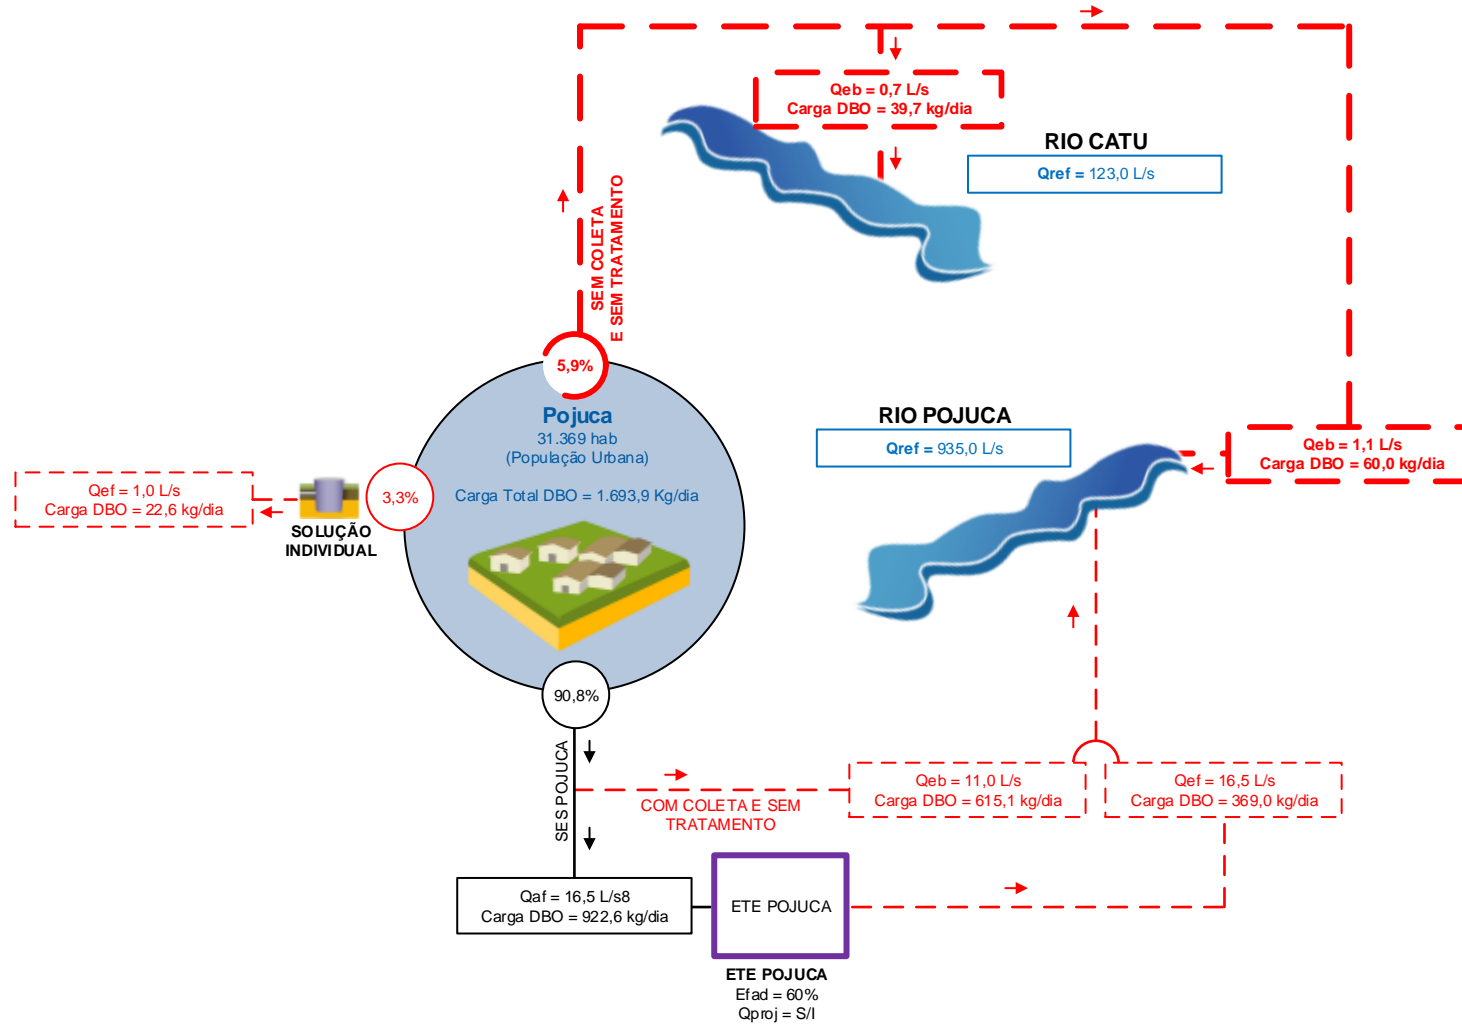 Qeb = 0,7 L/s
Carga DBO = 39,7 kg/dia
RIO CATU
Qref = 123,0 L/s
SEM COLETA
E SEM TRATAMENTO
5,9%
Pojuca
31.369 hab
(População Urbana)
Carga Total DBO = 1.693,9 Kg/dia
RIO POJUCA
Qref = 935,0 L/s
Qeb = 1,1 L/s
Carga DBO = 60,0 kg/dia
Qef = 1,0 L/s
Carga DBO = 22,6 kg/dia
3,3%
SOLUÇÃO
INDIVIDUAL
90,8%
SES POJUCA
COM COLETA E SEM
TRATAMENTO
Qeb = 11,0 L/s
Carga DBO = 615,1 kg/dia
Qef = 16,5 L/s
Carga DBO = 369,0 kg/dia
Qaf = 16,5 L/s8
Carga DBO = 922,6 kg/dia
ETE POJUCA
ETE POJUCA
Efad = 60%
Qproj = S/I